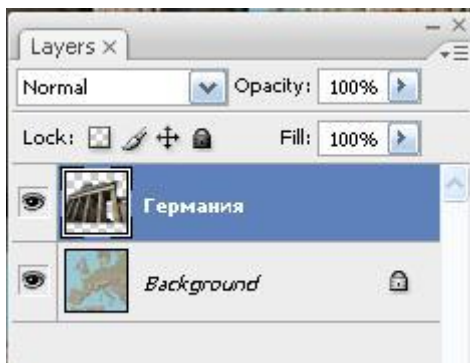 Layers ×
Normal Opacity: 100%
Lock: Fill: 100%
Германия
Background